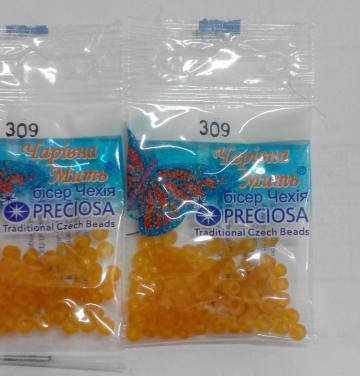 309
Чарівна
Мить®
бісер Чехія
PRECIOSA
Traditional Czech Beads
309
Чарівна
Мить®
бісер Чехія
PRECIOSA
Traditional Czech Beads